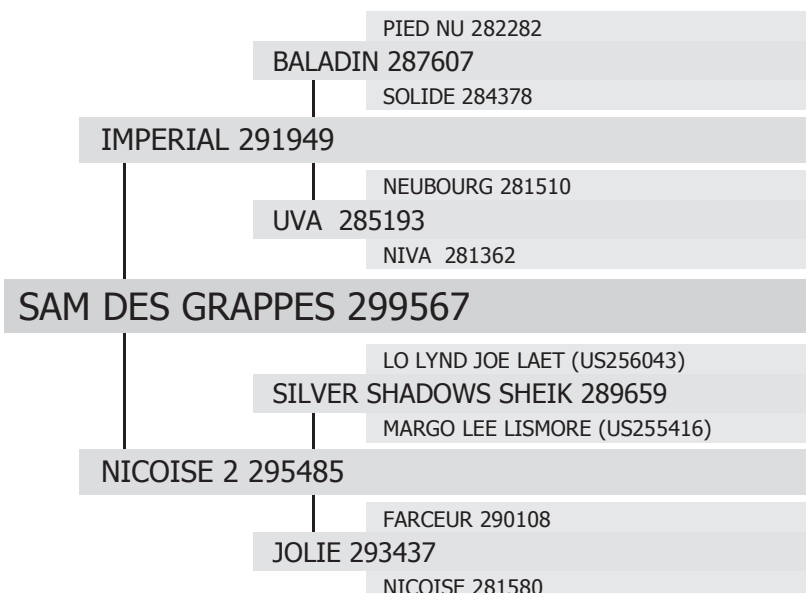 PIED NU 282282
BALADIN 287607
SOLIDE 284378
IMPERIAL 291949
NEUBOURG 281510
UVA 285193
NIVA 281362
SAM DES GRAPPES 299567
LO LYND JOE LAET (US256043)
SILVER SHADOWS SHEIK 289659
MARGO LEE LISMORE (US255416)
NICOISE 2 295485
FARCEUR 290108
JOLIE 293437
NICOISE 281580